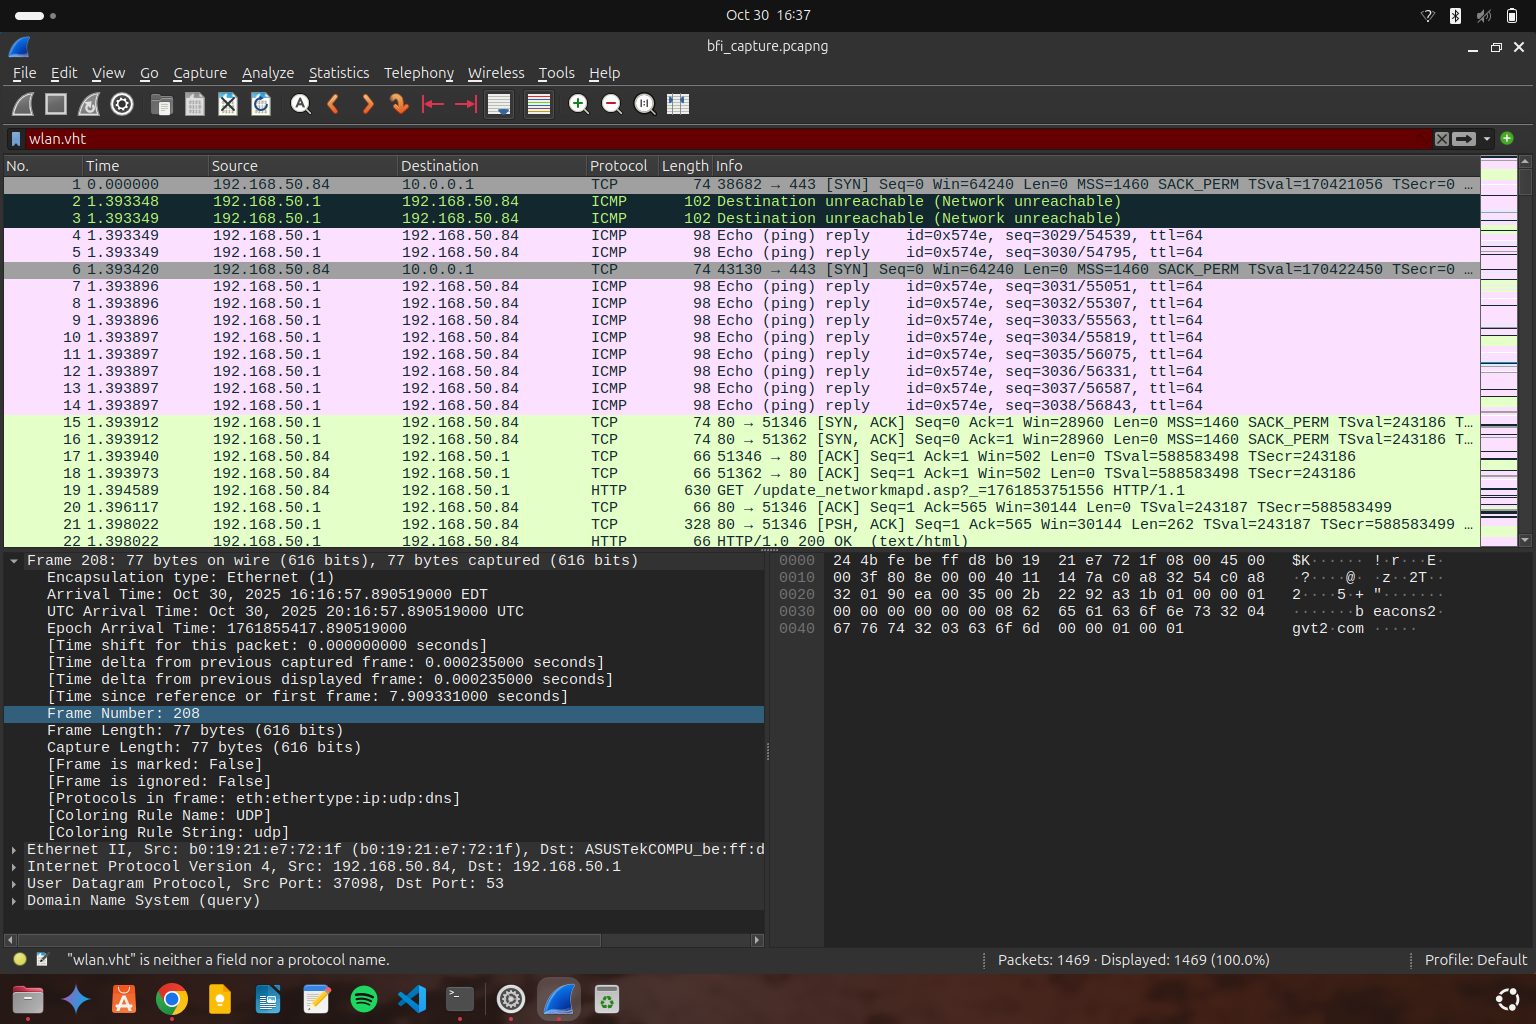 Oct 30 16:37
bfi_capture.pcapng
File Edit View Go Capture Analyze Statistics Telephony Wireless Tools Help
wlan.vht
No. Time Source Destination Protocol Length Info
1 0.000000 192.168.50.84 10.0.0.1 TCP 74 38682 → 443 [SYN] Seq=0 Win=64240 Len=0 MSS=1460 SACK_PERM TSval=170421056 TSecr=0 …
2 1.393348 192.168.50.1 192.168.50.84 ICMP 102 Destination unreachable (Network unreachable)
3 1.393349 192.168.50.1 192.168.50.84 ICMP 102 Destination unreachable (Network unreachable)
4 1.393349 192.168.50.1 192.168.50.84 ICMP 98 Echo (ping) reply id=0x574e, seq=3029/54539, ttl=64
5 1.393349 192.168.50.1 192.168.50.84 ICMP 98 Echo (ping) reply id=0x574e, seq=3030/54795, ttl=64
6 1.393420 192.168.50.84 10.0.0.1 TCP 74 43130 → 443 [SYN] Seq=0 Win=64240 Len=0 MSS=1460 SACK_PERM TSval=170422450 TSecr=0 …
7 1.393896 192.168.50.1 192.168.50.84 ICMP 98 Echo (ping) reply id=0x574e, seq=3031/55051, ttl=64
8 1.393896 192.168.50.1 192.168.50.84 ICMP 98 Echo (ping) reply id=0x574e, seq=3032/55307, ttl=64
9 1.393896 192.168.50.1 192.168.50.84 ICMP 98 Echo (ping) reply id=0x574e, seq=3033/55563, ttl=64
10 1.393897 192.168.50.1 192.168.50.84 ICMP 98 Echo (ping) reply id=0x574e, seq=3034/55819, ttl=64
11 1.393897 192.168.50.1 192.168.50.84 ICMP 98 Echo (ping) reply id=0x574e, seq=3035/56075, ttl=64
12 1.393897 192.168.50.1 192.168.50.84 ICMP 98 Echo (ping) reply id=0x574e, seq=3036/56331, ttl=64
13 1.393897 192.168.50.1 192.168.50.84 ICMP 98 Echo (ping) reply id=0x574e, seq=3037/56587, ttl=64
14 1.393897 192.168.50.1 192.168.50.84 ICMP 98 Echo (ping) reply id=0x574e, seq=3038/56843, ttl=64
15 1.393912 192.168.50.1 192.168.50.84 TCP 74 80 → 51346 [SYN, ACK] Seq=0 Ack=1 Win=28960 Len=0 MSS=1460 SACK_PERM TSval=243186 T…
16 1.393912 192.168.50.1 192.168.50.84 TCP 74 80 → 51362 [SYN, ACK] Seq=0 Ack=1 Win=28960 Len=0 MSS=1460 SACK_PERM TSval=243186 T…
17 1.393940 192.168.50.84 192.168.50.1 TCP 66 51346 → 80 [ACK] Seq=1 Ack=1 Win=502 Len=0 TSval=588583498 TSecr=243186
18 1.393973 192.168.50.84 192.168.50.1 TCP 66 51362 → 80 [ACK] Seq=1 Ack=1 Win=502 Len=0 TSval=588583498 TSecr=243186
19 1.394589 192.168.50.84 192.168.50.1 HTTP 630 GET /update_networkmapd.asp?_=1761853751556 HTTP/1.1
20 1.396117 192.168.50.1 192.168.50.84 TCP 66 80 → 51346 [ACK] Seq=1 Ack=565 Win=30144 Len=0 TSval=243187 TSecr=588583499
21 1.398022 192.168.50.1 192.168.50.84 TCP 328 80 → 51346 [PSH, ACK] Seq=1 Ack=565 Win=30144 Len=262 TSval=243187 TSecr=588583499 …
22 1.398022 192.168.50.1 192.168.50.84 HTTP 66 HTTP/1.0 200 OK (text/html)
Frame 208: 77 bytes on wire (616 bits), 77 bytes captured (616 bits)
Encapsulation type: Ethernet (1)
Arrival Time: Oct 30, 2025 16:16:57.890519000 EDT
UTC Arrival Time: Oct 30, 2025 20:16:57.890519000 UTC
Epoch Arrival Time: 1761855417.890519000
[Time shift for this packet: 0.000000000 seconds]
[Time delta from previous captured frame: 0.000235000 seconds]
[Time delta from previous displayed frame: 0.000235000 seconds]
[Time since reference or first frame: 7.909331000 seconds]
Frame Number: 208
Frame Length: 77 bytes (616 bits)
Capture Length: 77 bytes (616 bits)
[Frame is marked: False]
[Frame is ignored: False]
[Protocols in frame: eth:ethertype:ip:udp:dns]
[Coloring Rule Name: UDP]
[Coloring Rule String: udp]
Ethernet II, Src: b0:19:21:e7:72:1f (b0:19:21:e7:72:1f), Dst: ASUSTekCOMPU_be:ff:d
Internet Protocol Version 4, Src: 192.168.50.84, Dst: 192.168.50.1
User Datagram Protocol, Src Port: 37098, Dst Port: 53
Domain Name System (query)
0000 24 4b fe be ff d8 b0 19 21 e7 72 1f 08 00 45 00 $K······ !·r···E·
0010 00 3f 80 8e 00 00 40 11 14 7a c0 a8 32 54 c0 a8 ·?····@· ·z··2T··
0020 32 01 90 ea 00 35 00 2b 22 92 a3 1b 01 00 00 01 2····5·+ "·······
0030 00 00 00 00 00 00 08 62 65 61 63 6f 6e 73 32 04 ·······b eacons2·
0040 67 76 74 32 03 63 6f 6d 00 00 01 00 01 gvt2·com ·····
"wlan.vht" is neither a field nor a protocol name.
Packets: 1469 · Displayed: 1469 (100.0%)
Profile: Default